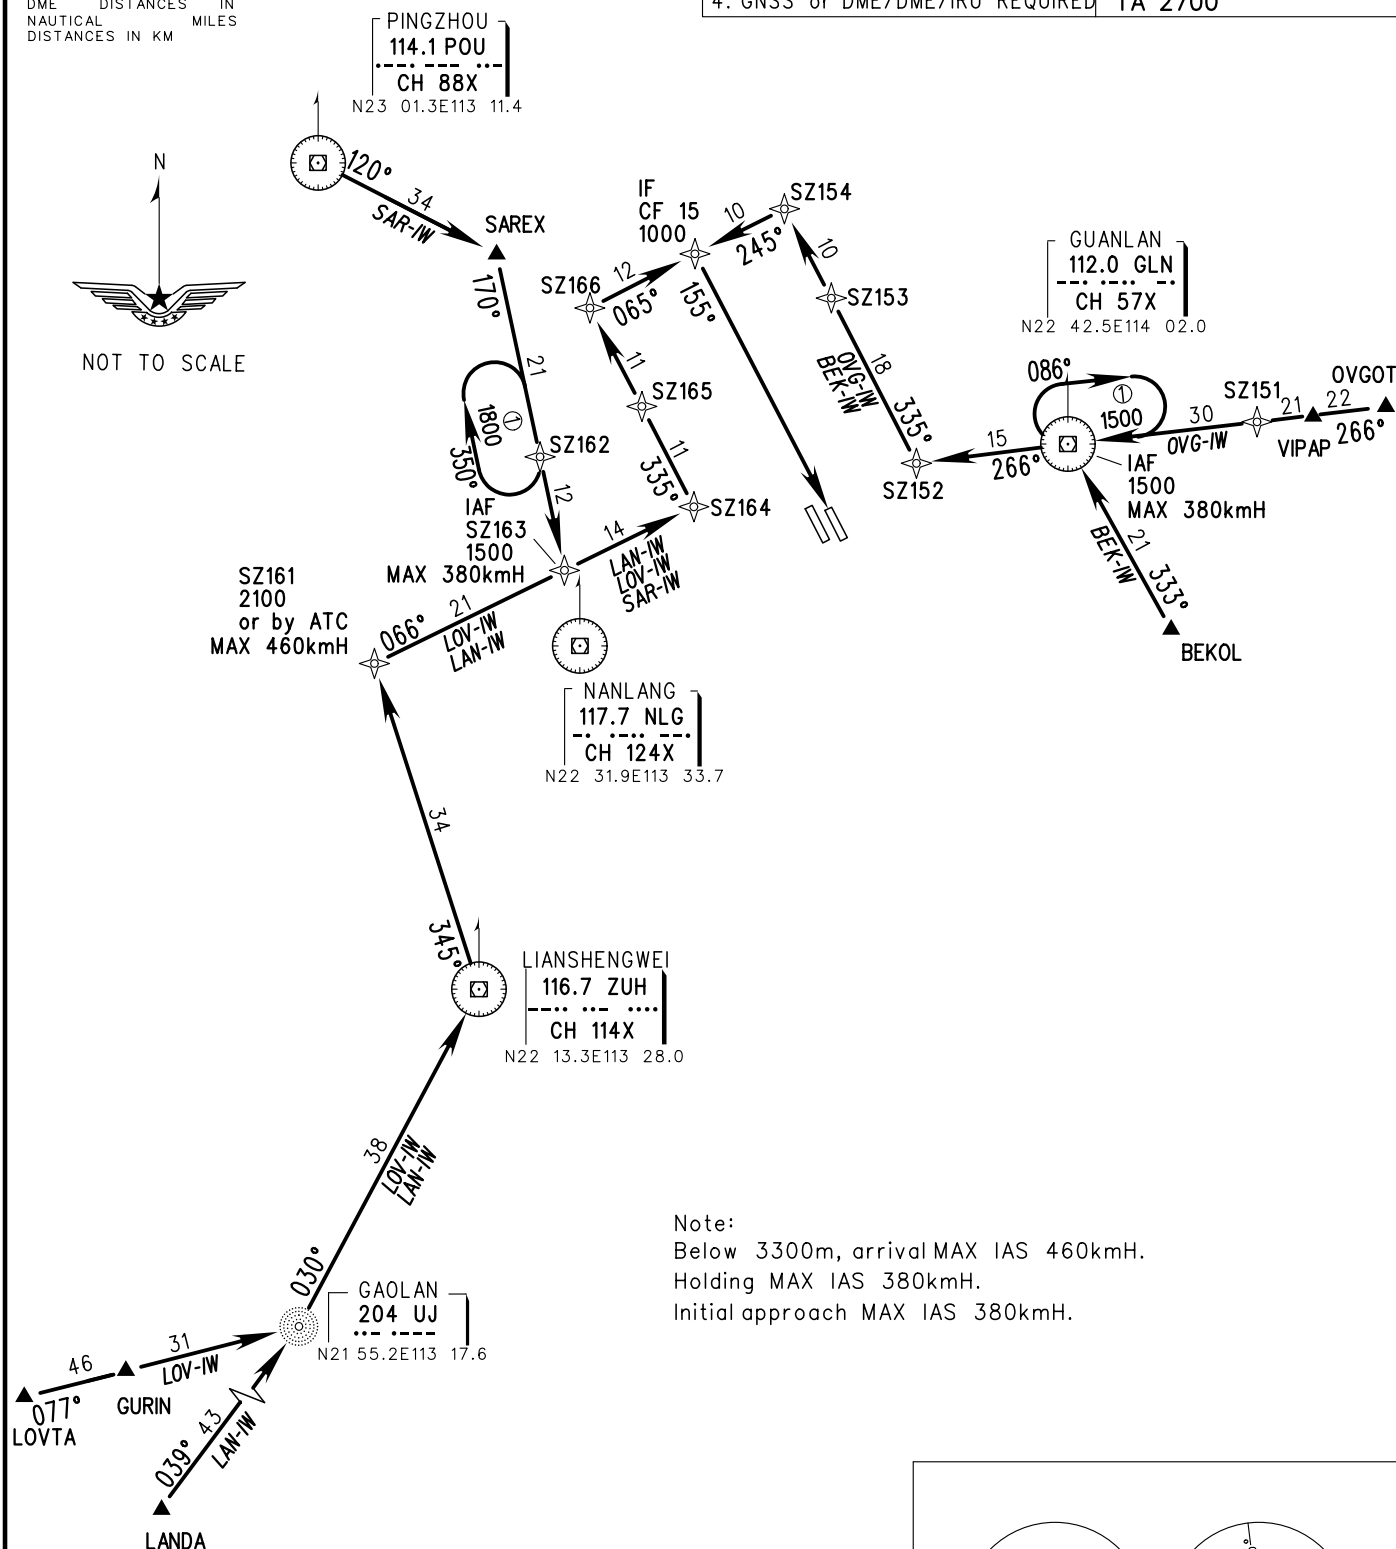 DME DISTANCES IN
NAUTICAL MILES
DISTANCES IN KM
4. GNSS or DME/DME/IRU REQUIRED
TA 2700
PINGZHOU
114.1 POU
CH 88X
N23 01.3E113 11.4
N
NOT TO SCALE
120°
34
SAR-IW
SAREX
170°
21
IF
CF 15
1000
10
245°
SZ154
10
SZ153
SZ166
12
065°
155°
11
SZ165
11
335°
SZ164
1800
①
350°
SZ162
12
18
OVG-IW
BEK-IW
335°
SZ152
15
266°
GUANLAN
112.0 GLN
CH 57X
N22 42.5E114 02.0
086°
①
1500
30
OVG-IW
SZ151
21
VIPAP
22
OVGOT
266°
IAF
1500
MAX 380kmH
21
BEK-IW
333°
BEKOL
IAF
SZ163
1500
MAX 380kmH
14
LAN-IW
LOV-IW
SAR-IW
SZ161
2100
or by ATC
MAX 460kmH
066°
21
LOV-IW
LAN-IW
NANLANG
117.7 NLG
CH 124X
N22 31.9E113 33.7
34
345°
LIANSHENGWEI
116.7 ZUH
CH 114X
N22 13.3E113 28.0
38
LOV-IW
LAN-IW
030°
GAOLAN
204 UJ
N21 55.2E113 17.6
46
077°
LOVTA
GURIN
31
LOV-IW
039°
43
LAN-IW
LANDA
Note:
Below 3300m, arrival MAX IAS 460kmH.
Holding MAX IAS 380kmH.
Initial approach MAX IAS 380kmH.